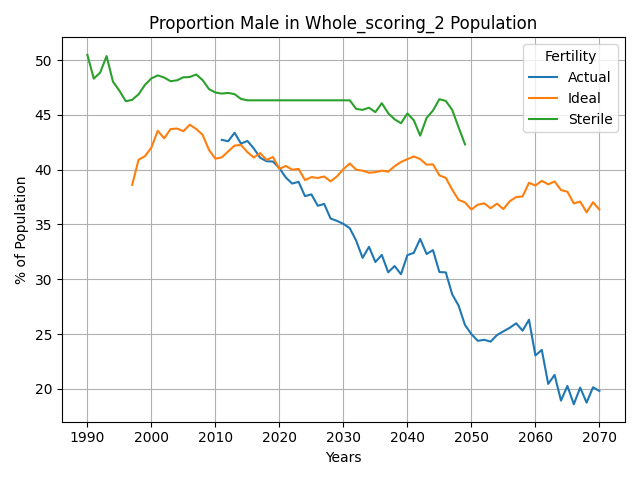 Proportion Male in Whole_scoring_2 Population
Fertility
Actual
Ideal
Sterile
% of Population
50
45
40
35
30
25
20
1990
2000
2010
2020
2030
2040
2050
2060
2070
Years